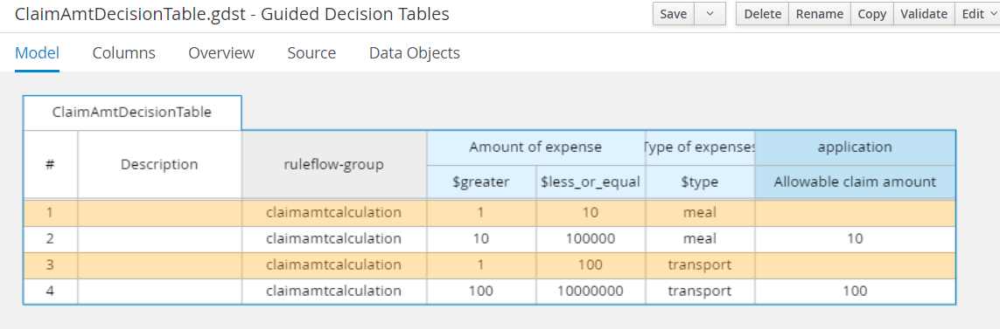 ClaimAmtDecisionTable.gdst - Guided Decision Tables
Save Delete Rename Copy Validate Edit
Model Columns Overview Source Data Objects
ClaimAmtDecisionTable
# Description ruleflow-group Amount of expense Type of expenses application
$greater $less_or_equal $type Allowable claim amount
1 claimamtcalculation 1 10 meal
2 claimamtcalculation 10 100000 meal 10
3 claimamtcalculation 1 100 transport
4 claimamtcalculation 100 10000000 transport 100